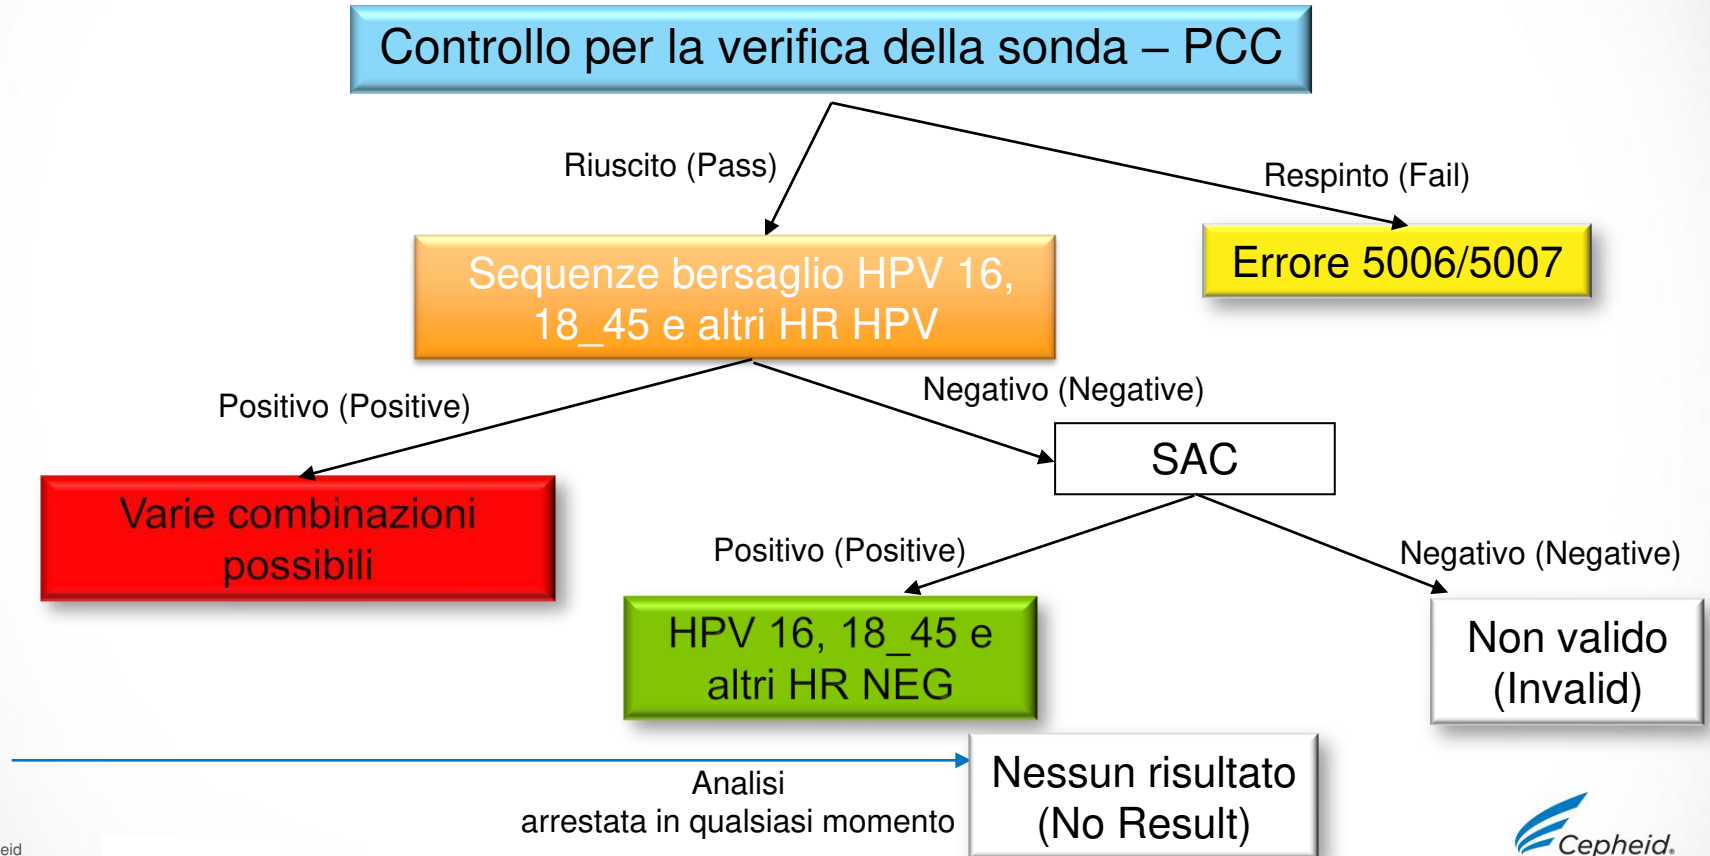 Controllo per la verifica della sonda – PCC
Riuscito (Pass)
Respinto (Fail)
Sequenze bersaglio HPV 16,
18_45 e altri HR HPV
Errore 5006/5007
Positivo (Positive)
Negativo (Negative)
SAC
Varie combinazioni
possibili
Positivo (Positive)
Negativo (Negative)
HPV 16, 18_45 e
altri HR NEG
Non valido
(Invalid)
Analisi
arrestata in qualsiasi momento
Nessun risultato
(No Result)
eid
Cepheid.